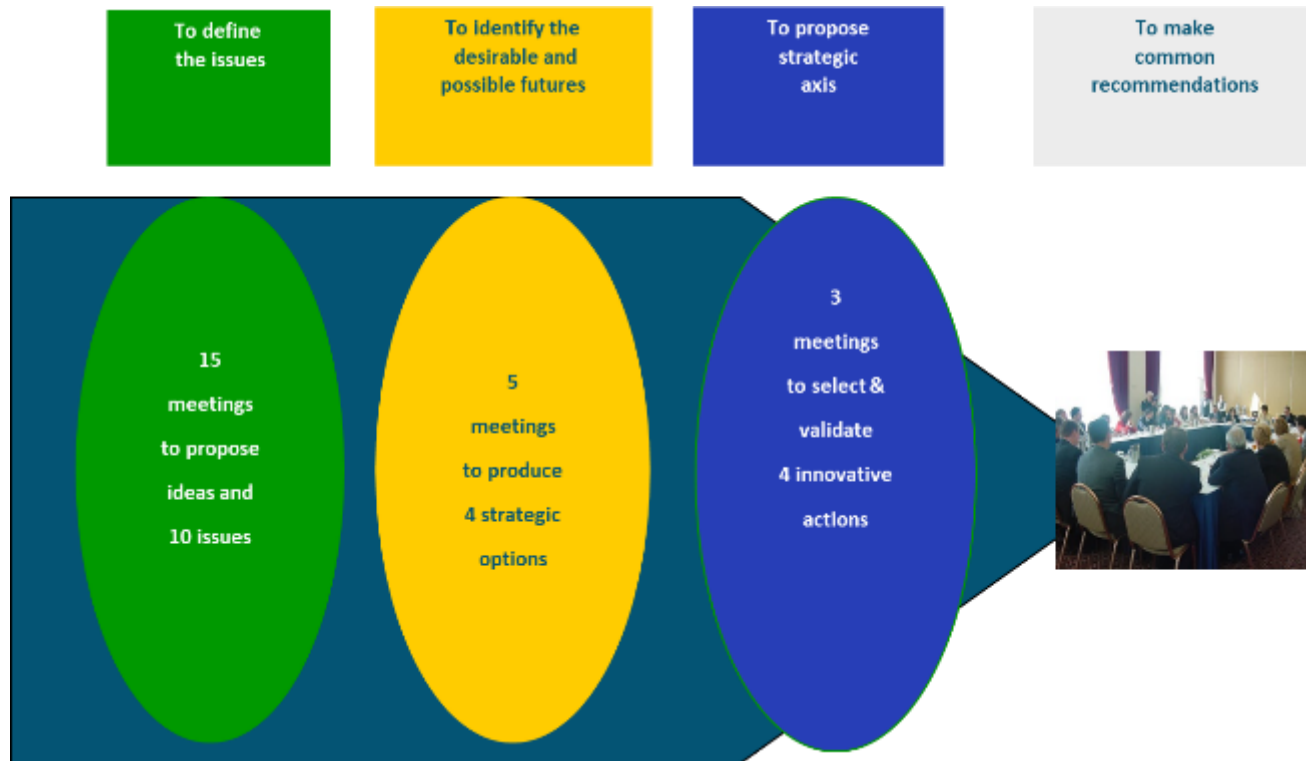 To define
the issues
To identify the
desirable and
possible futures
To propose
strategic
axis
To make
common
recommendations
15
meetings
to propose
ideas and
10 issues
5
meetings
to produce
4 strategic
options
3
meetings
to select &
validate
4 innovative
actions